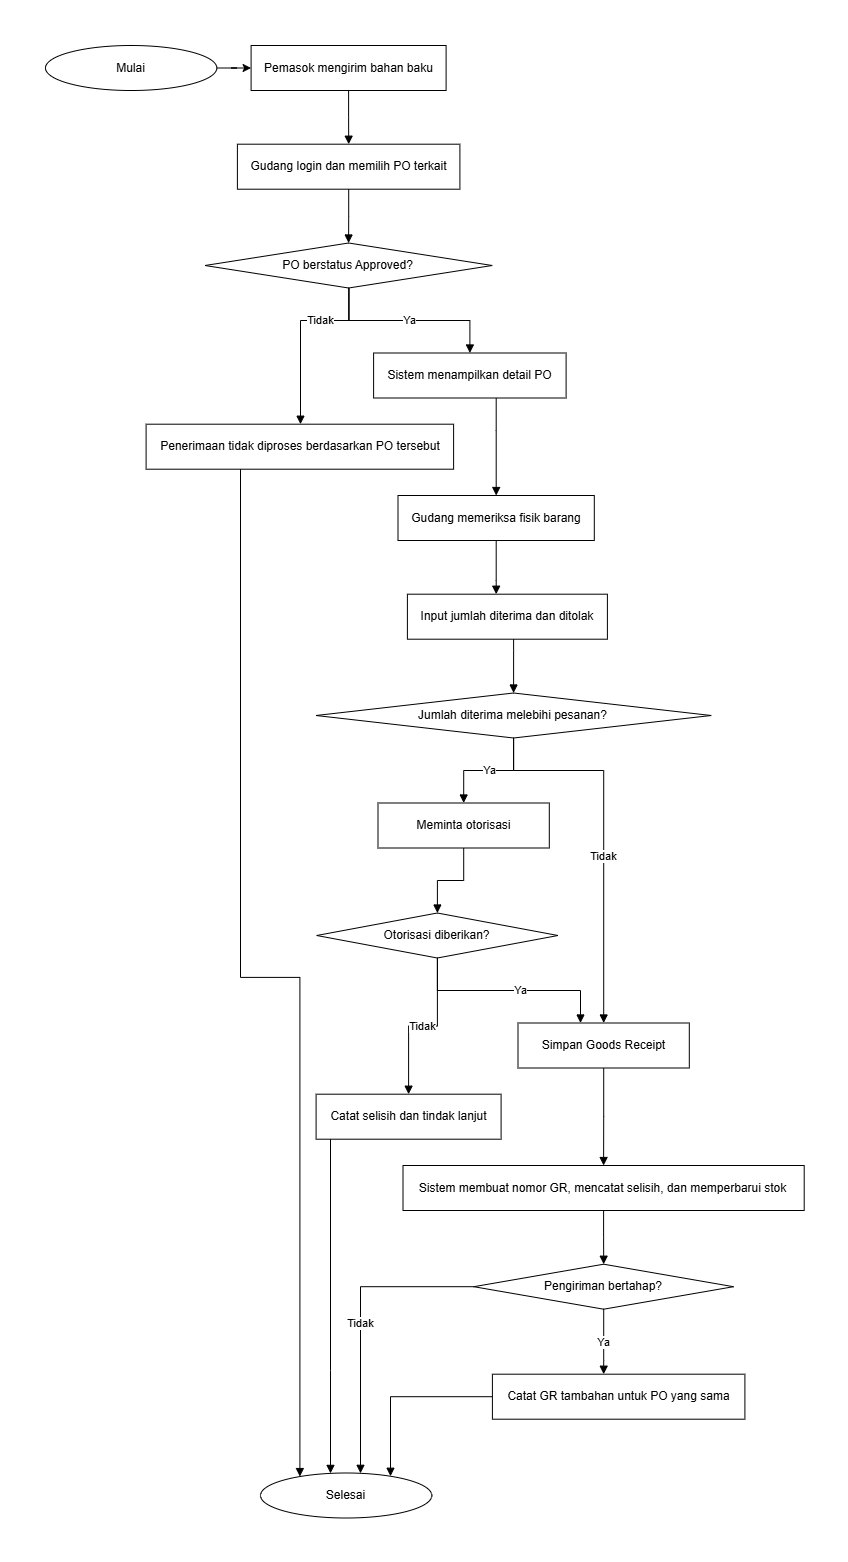 Mulai
Pemasok mengirim bahan baku
Gudang login dan memilih PO terkait
PO berstatus Approved?
Tidak
Ya
Sistem menampilkan detail PO
Penerimaan tidak diproses berdasarkan PO tersebut
Gudang memeriksa fisik barang
Input jumlah diterima dan ditolak
Jumlah diterima melebihi pesanan?
Ya
Meminta otorisasi
Tidak
Otorisasi diberikan?
Ya
Tidak
Simpan Goods Receipt
Catat selisih dan tindak lanjut
Sistem membuat nomor GR, mencatat selisih, dan memperbarui stok
Pengiriman bertahap?
Tidak
Ya
Catat GR tambahan untuk PO yang sama
Selesai